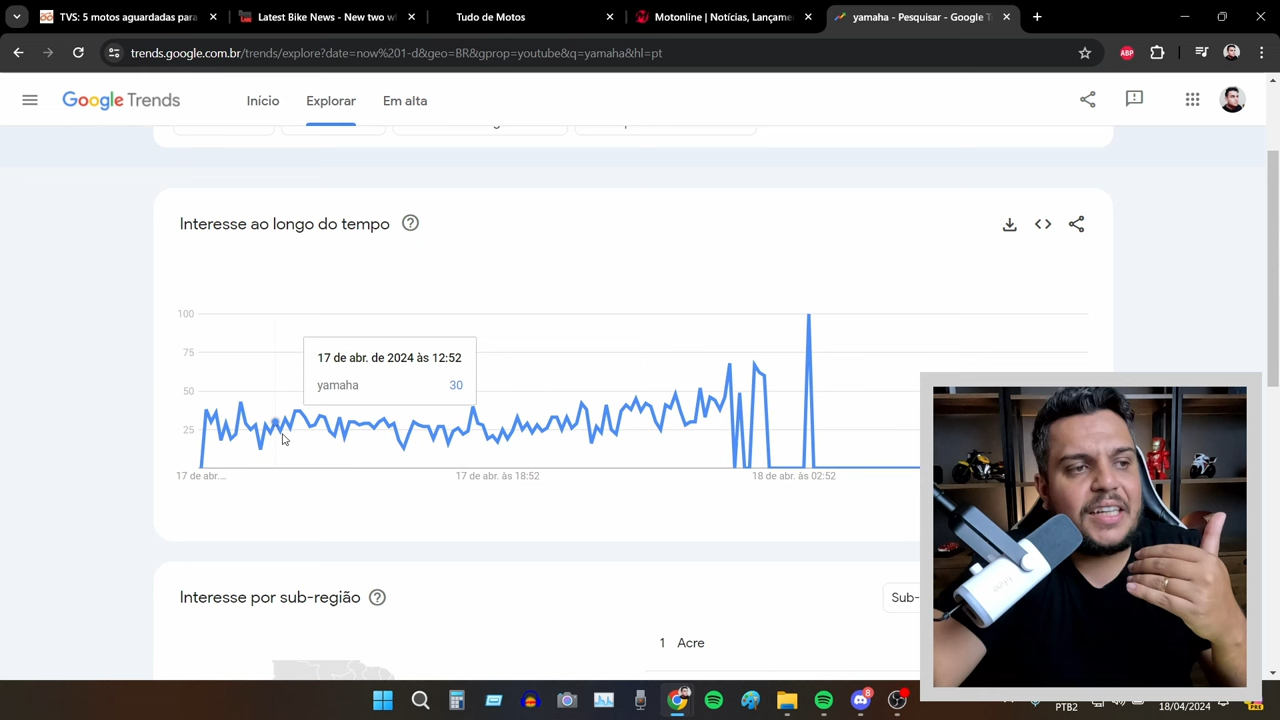 TVS: 5 motos aguardadas para
Latest Bike News - New two wh
Tudo de Motos
Motonline | Notícias, Lançame
yamaha - Pesquisar - Google T
trends.google.com.br/trends/explore?date=now%201-d&geo=BR&gprop=youtube&q=yamaha&hl=pt
ABP
Google Trends
Início
Explorar
Em alta
Interesse ao longo do tempo
100
75
50
25
17 de abr. de 2024 às 12:52
yamaha 30
17 de abr....
17 de abr. às 18:52
18 de abr. às 02:52
Interesse por sub-região
Sub-
1 Acre
8
PTB2
18/04/2024
PRE